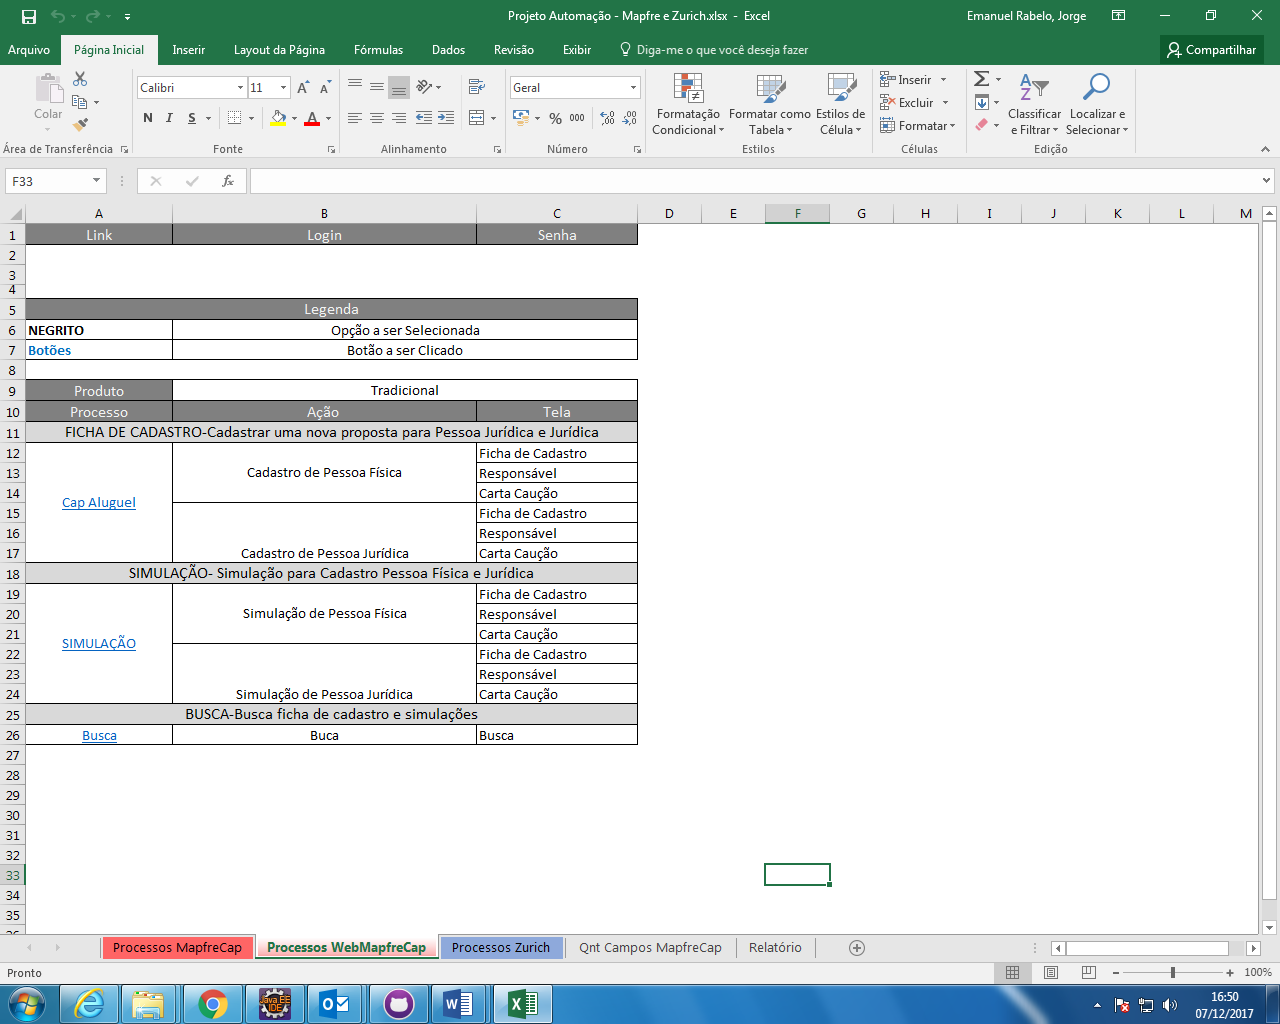 Projeto Automação - Mapfre e Zurich.xlsx - Excel
Emanuel Rabelo, Jorge
Arquivo
Página Inicial
Inserir
Layout da Página
Fórmulas
Dados
Revisão
Exibir
Diga-me o que você deseja fazer
Compartilhar
Colar
Área de Transferência
Calibri
11
N I S
Fonte
Alinhamento
Geral
% 000
Número
Formatação Condicional
Formatar como Tabela
Estilos de Célula
Estilos
Inserir
Excluir
Formatar
Células
Classificar e Filtrar
Localizar e Selecionar
Edição
F33
fx
A B C D E F G H I J K L M
1 Link Login Senha
2
3
4
5 Legenda
6 NEGRITO Opção a ser Selecionada
7 Botões Botão a ser Clicado
8
9 Produto Tradicional
10 Processo Ação Tela
11 FICHA DE CADASTRO-Cadastrar uma nova proposta para Pessoa Jurídica e Jurídica
12 Ficha de Cadastro
13 Cadastro de Pessoa Física Responsável
14 Carta Caução
Cap Aluguel
15 Ficha de Cadastro
16 Responsável
17 Cadastro de Pessoa Jurídica Carta Caução
18 SIMULAÇÃO- Simulação para Cadastro Pessoa Física e Jurídica
19 Ficha de Cadastro
20 Simulação de Pessoa Física Responsável
21 Carta Caução
SIMULAÇÃO
22 Ficha de Cadastro
23 Responsável
24 Simulação de Pessoa Jurídica Carta Caução
25 BUSCA-Busca ficha de cadastro e simulações
26 Busca Buca Busca
27
28
29
30
31
32
33
34
35
Processos MapfreCap
Processos WebMapfreCap
Processos Zurich
Qnt Campos MapfreCap
Relatório
Pronto
100%
Java EE
IDE
16:50
07/12/2017